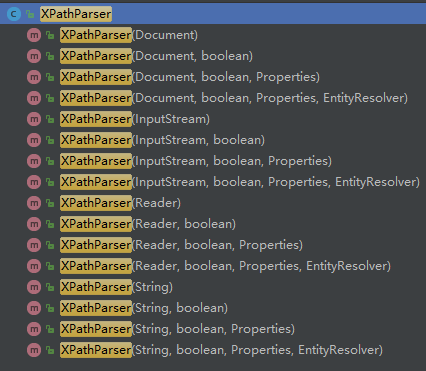 C XPathParser
m XPathParser(Document)
m XPathParser(Document, boolean)
m XPathParser(Document, boolean, Properties)
m XPathParser(Document, boolean, Properties, EntityResolver)
m XPathParser(InputStream)
m XPathParser(InputStream, boolean)
m XPathParser(InputStream, boolean, Properties)
m XPathParser(InputStream, boolean, Properties, EntityResolver)
m XPathParser(Reader)
m XPathParser(Reader, boolean)
m XPathParser(Reader, boolean, Properties)
m XPathParser(Reader, boolean, Properties, EntityResolver)
m XPathParser(String)
m XPathParser(String, boolean)
m XPathParser(String, boolean, Properties)
m XPathParser(String, boolean, Properties, EntityResolver)